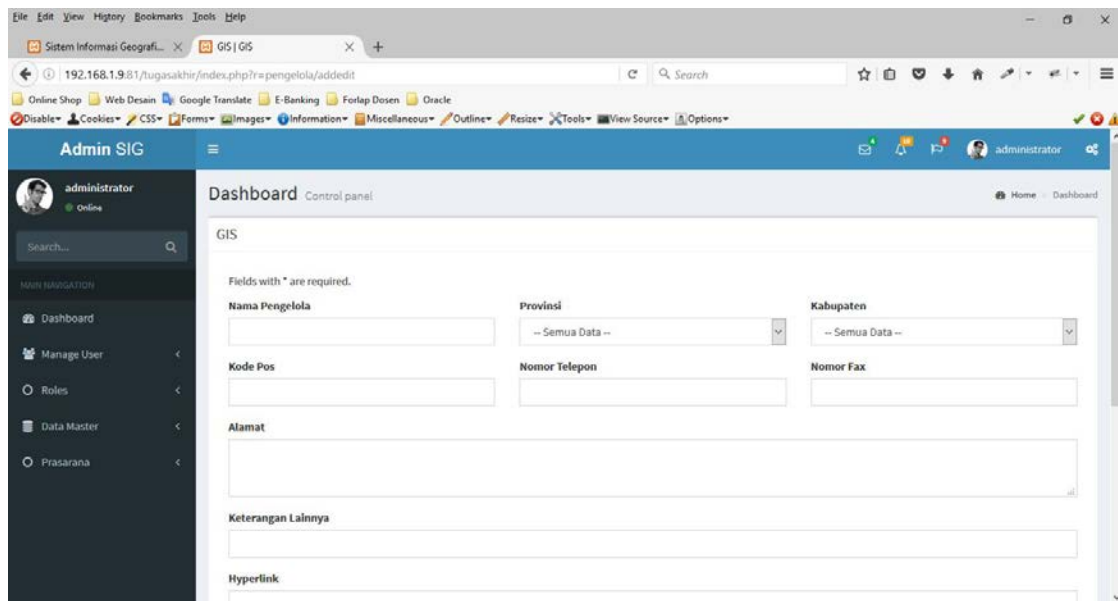 File Edit View History Bookmarks Tools Help
Sistem Informasi Geografi...
GIS | GIS
192.168.1.9:81/tugasakhir/index.php?r=pengelola/addedit
Search
Online Shop Web Desain Google Translate E-Banking Forlap Dosen Oracle
Disable Cookies CSS Forms Images Information Miscellaneous Outline Resize Tools View Source Options
Admin SIG
administrator
administrator
Online
Dashboard Control panel
Home Dashboard
Search...
GIS
MAIN NAVIGATION
Dashboard
Manage User
Roles
Data Master
Prasarana
Fields with * are required.
Nama Pengelola Provinsi Kabupaten
-- Semua Data -- -- Semua Data --
Kode Pos Nomor Telepon Nomor Fax
Alamat
Keterangan Lainnya
Hyperlink